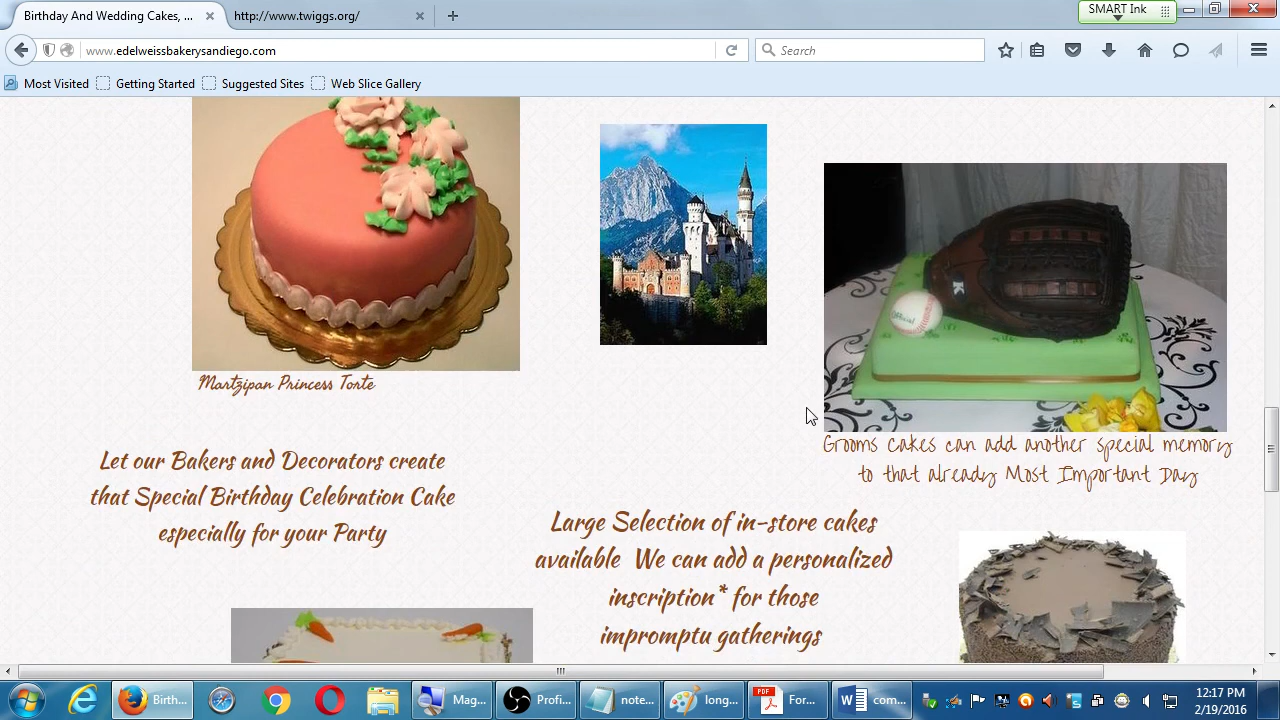 Birthday And Wedding Cakes, ...
http://www.twiggs.org/
SMART Ink
www.edelweissbakerysandiego.com
Search
Most Visited
Getting Started
Suggested Sites
Web Slice Gallery
Official
K
Martzipan Princess Torte
Grooms Cakes can add another special memory
to that already Most Important Day
Let our Bakers and Decorators create
that Special Birthday Celebration Cake
especially for your Party
Large Selection of in-store cakes
available We can add a personalized
inscription* for those
impromptu gatherings
Birth...
Mag...
Profi...
note...
long...
PDF
For...
com...
12:17 PM
2/19/2016